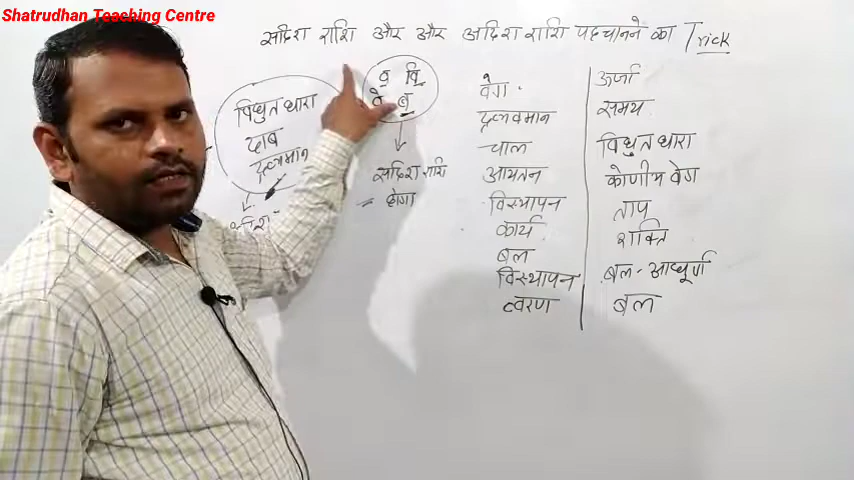 Shatrudhan Teaching Centre
सदिश राशि और और अदिश राशि पहचानने का Trick
विधुत धारा
दाब
द्रव्यमान
व वि
वे ब
सदिश राशि
होगा
वेग
द्रव्यमान
चाल
आयतन
विस्थापन
कार्य
बल
विस्थापन
त्वरण
ऊर्जा
समय
विधुत धारा
कोणीय वेग
ताप
शक्ति
बल-आघूर्ण
बल